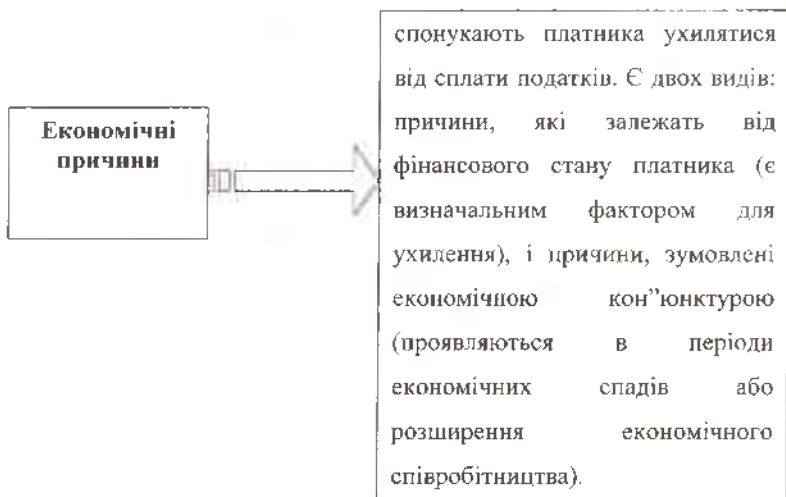 Економічні
причини
спонукають платника ухилятися
від сплати податків. Є двох видів:
причини, які залежать від
фінансового стану платника (є
визначальним фактором для
ухилення), і причини, зумовлені
економічною кон"юнктурою
(проявляються в періоди
економічних спадів або
розширення економічного
співробітництва).